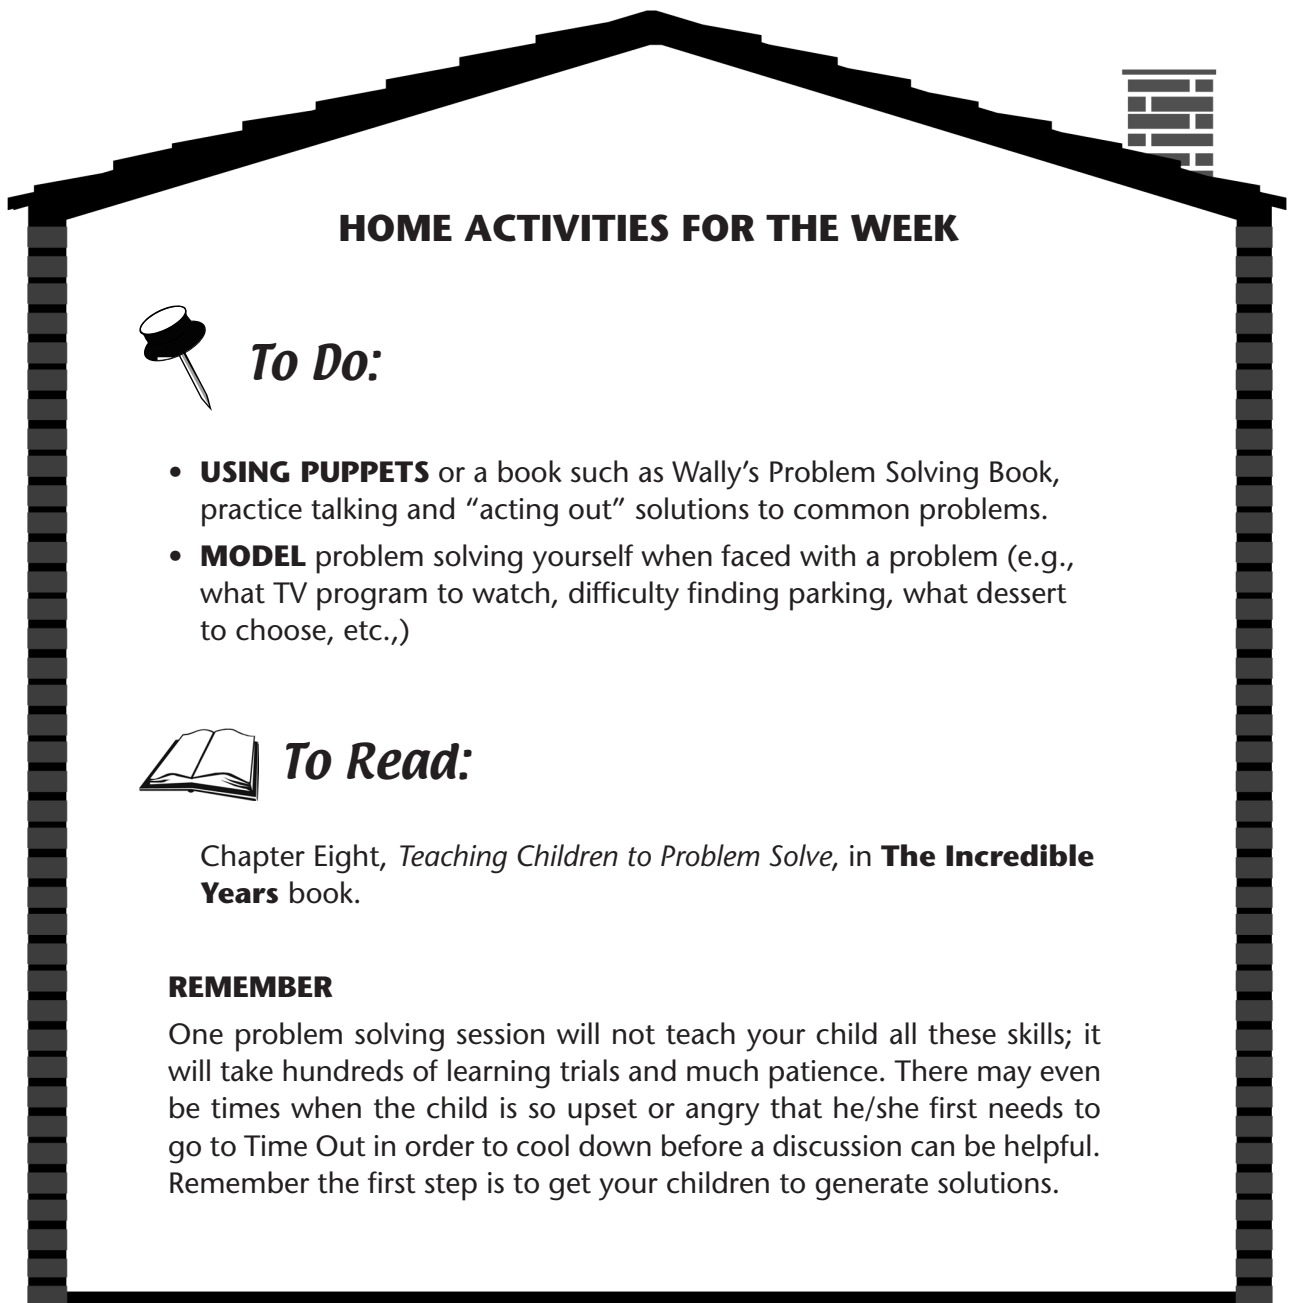 HOME ACTIVITIES FOR THE WEEK
To Do:
• USING PUPPETS or a book such as Wally’s Problem Solving Book,
practice talking and “acting out” solutions to common problems.
• MODEL problem solving yourself when faced with a problem (e.g.,
what TV program to watch, difficulty finding parking, what dessert
to choose, etc.,)
To Read:
Chapter Eight, Teaching Children to Problem Solve, in The Incredible
Years book.
REMEMBER
One problem solving session will not teach your child all these skills; it
will take hundreds of learning trials and much patience. There may even
be times when the child is so upset or angry that he/she first needs to
go to Time Out in order to cool down before a discussion can be helpful.
Remember the first step is to get your children to generate solutions.